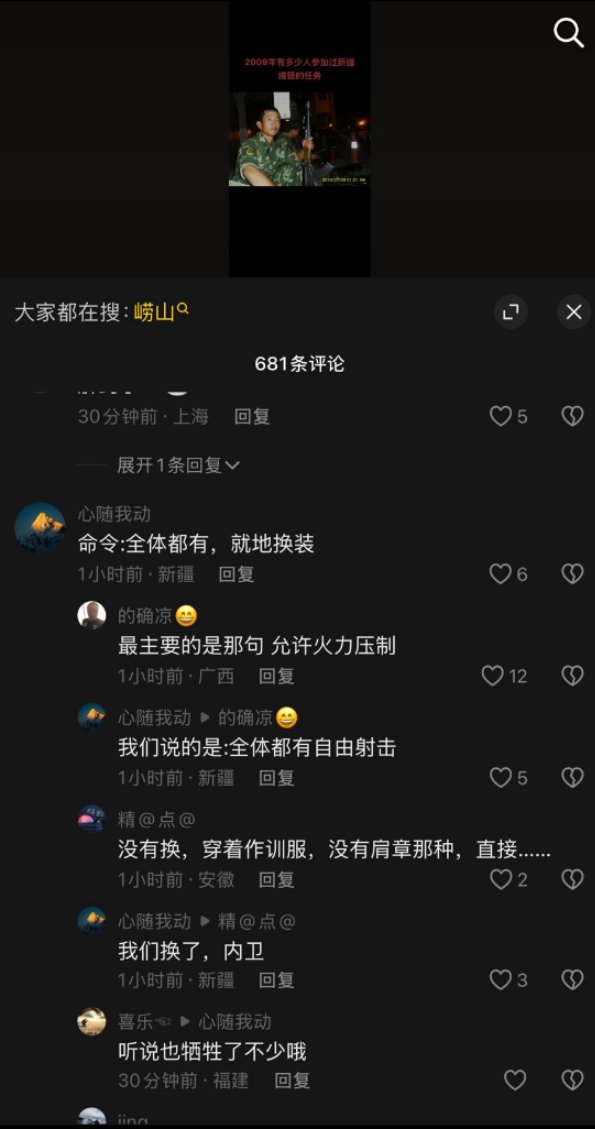 2009年有多少人参加过新疆
维稳的任务
大家都在搜：崂山
681条评论
30分钟前 · 上海 回复 5
展开1条回复
心随我动
命令:全体都有，就地换装
1小时前 · 新疆 回复 6
的确凉😁
最主要的是那句 允许火力压制
1小时前 · 广西 回复 12
心随我动 ▶ 的确凉😁
我们说的是:全体都有自由射击
1小时前 · 新疆 回复 5
精@点@
没有换，穿着作训服，没有肩章那种，直接……
1小时前 · 安徽 回复 2
心随我动 ▶ 精@点@
我们换了，内卫
1小时前 · 新疆 回复 3
喜乐☜ ▶ 心随我动
听说也牺牲了不少哦
30分钟前 · 福建 回复
jing